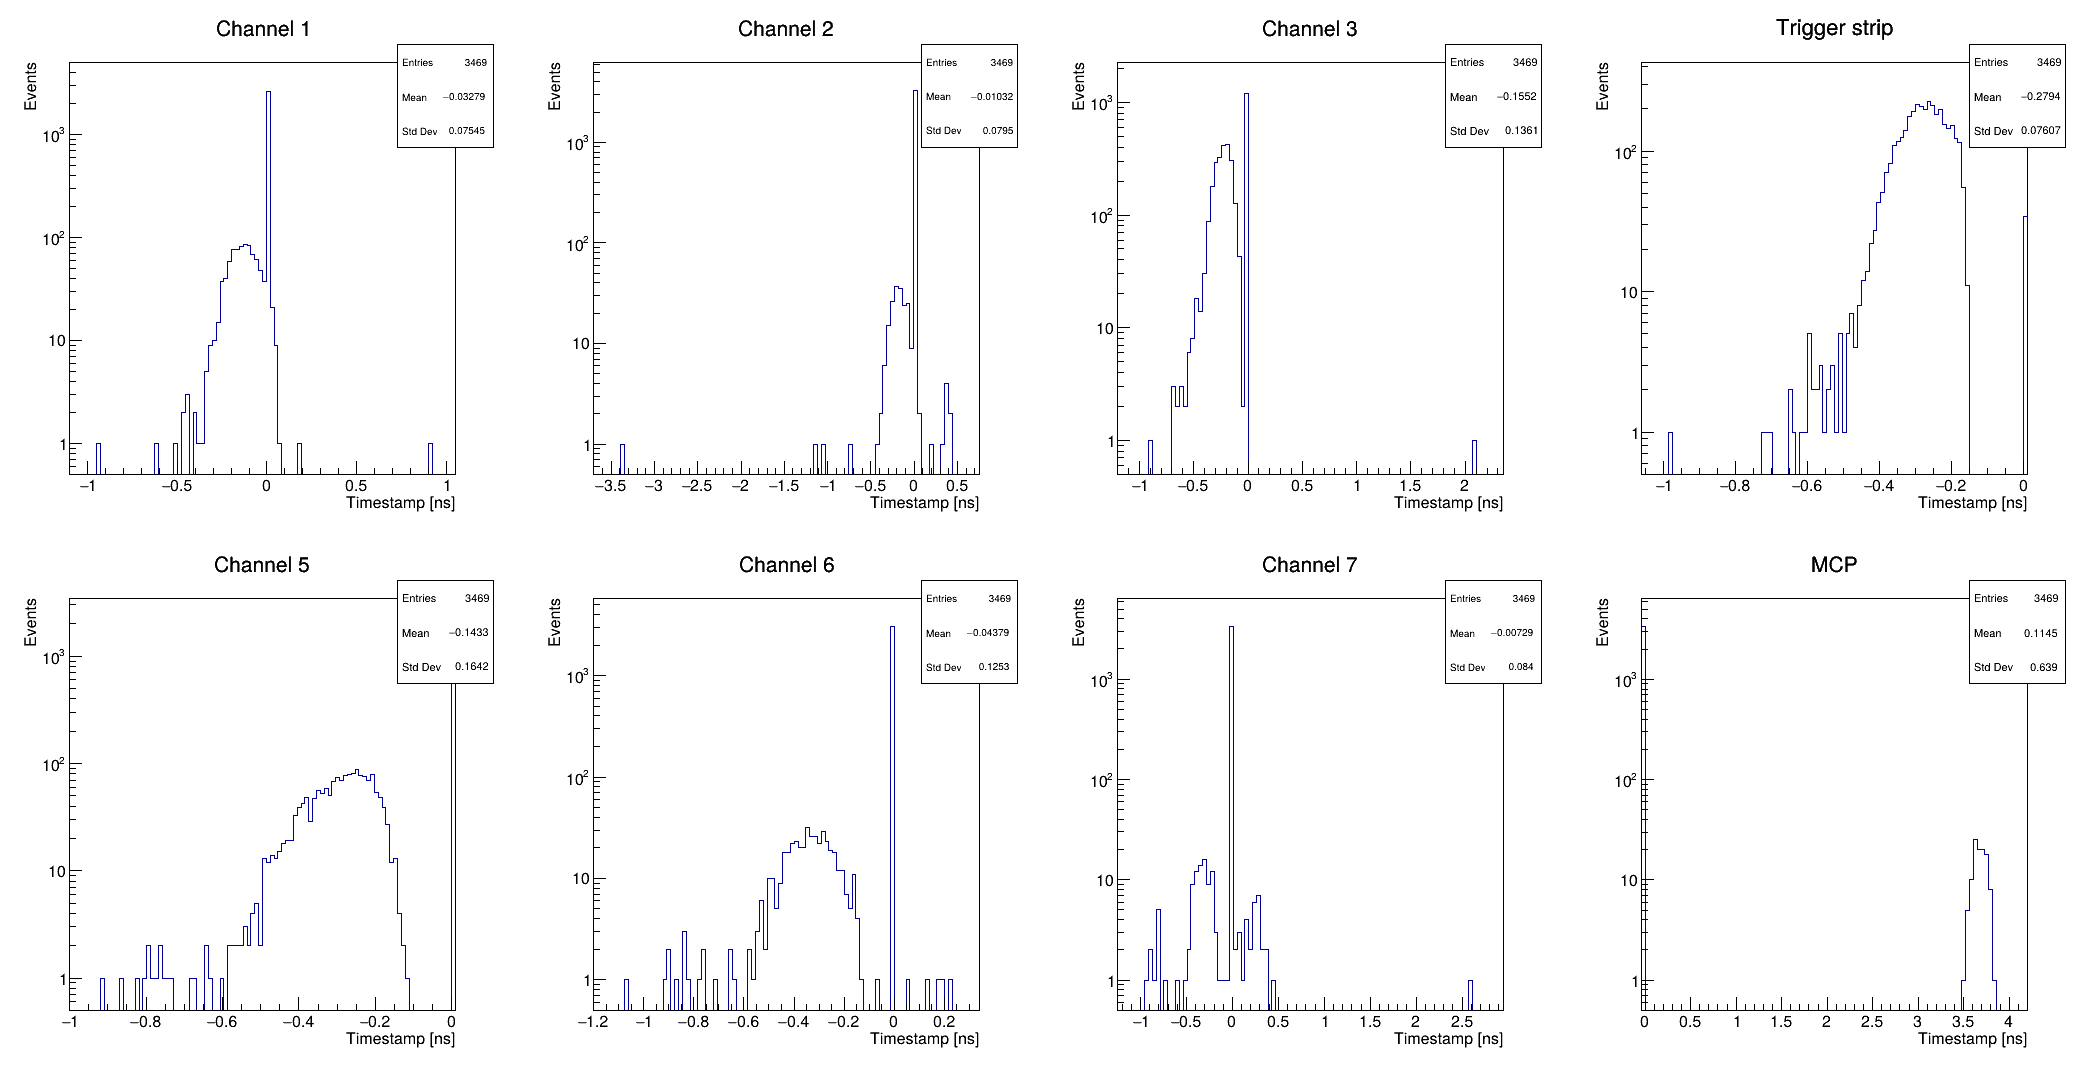 Channel 1
Events
Entries 3469
Mean −0.03279
Std Dev 0.07545
10³
10²
10
1
−1 −0.5 0 0.5 1
Timestamp [ns]
Channel 2
Events
Entries 3469
Mean −0.01032
Std Dev 0.0795
10³
10²
10
1
−3.5 −3 −2.5 −2 −1.5 −1 −0.5 0 0.5
Timestamp [ns]
Channel 3
Events
Entries 3469
Mean −0.1552
Std Dev 0.1361
10³
10²
10
1
−1 −0.5 0 0.5 1 1.5 2
Timestamp [ns]
Trigger strip
Events
Entries 3469
Mean −0.2794
Std Dev 0.07607
10²
10
1
−1 −0.8 −0.6 −0.4 −0.2 0
Timestamp [ns]
Channel 5
Events
Entries 3469
Mean −0.1433
Std Dev 0.1642
10³
10²
10
1
−1 −0.8 −0.6 −0.4 −0.2 0
Timestamp [ns]
Channel 6
Events
Entries 3469
Mean −0.04379
Std Dev 0.1253
10³
10²
10
1
−1.2 −1 −0.8 −0.6 −0.4 −0.2 0 0.2
Timestamp [ns]
Channel 7
Events
Entries 3469
Mean −0.00729
Std Dev 0.084
10³
10²
10
1
−1 −0.5 0 0.5 1 1.5 2 2.5
Timestamp [ns]
MCP
Events
Entries 3469
Mean 0.1145
Std Dev 0.639
10³
10²
10
1
0 0.5 1 1.5 2 2.5 3 3.5 4
Timestamp [ns]